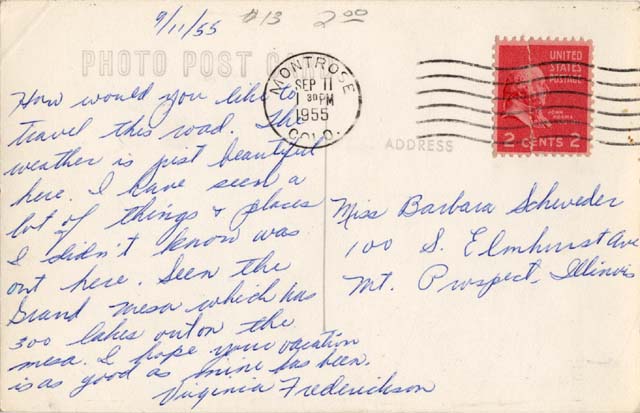 9/11/55 #13 2.00
PHOTO POST CARD
MONTROSE
SEP 11
1 30 PM
1955
COLO.
UNITED
STATES
POSTAGE
JOHN ADAMS
2 CENTS 2
ADDRESS
How would you like to
travel this road. The
weather is just beautiful
here. I have seen a
lot of things & places
I didn't know was
out here. Seen the
Grand mesa which has
300 lakes out on the
mesa. I hope your vacation
is as good as mine has been.
Virginia Frederickson
Miss Barbara Schweder
100 S. Elmhurst Ave
Mt. Prospect, Illinois